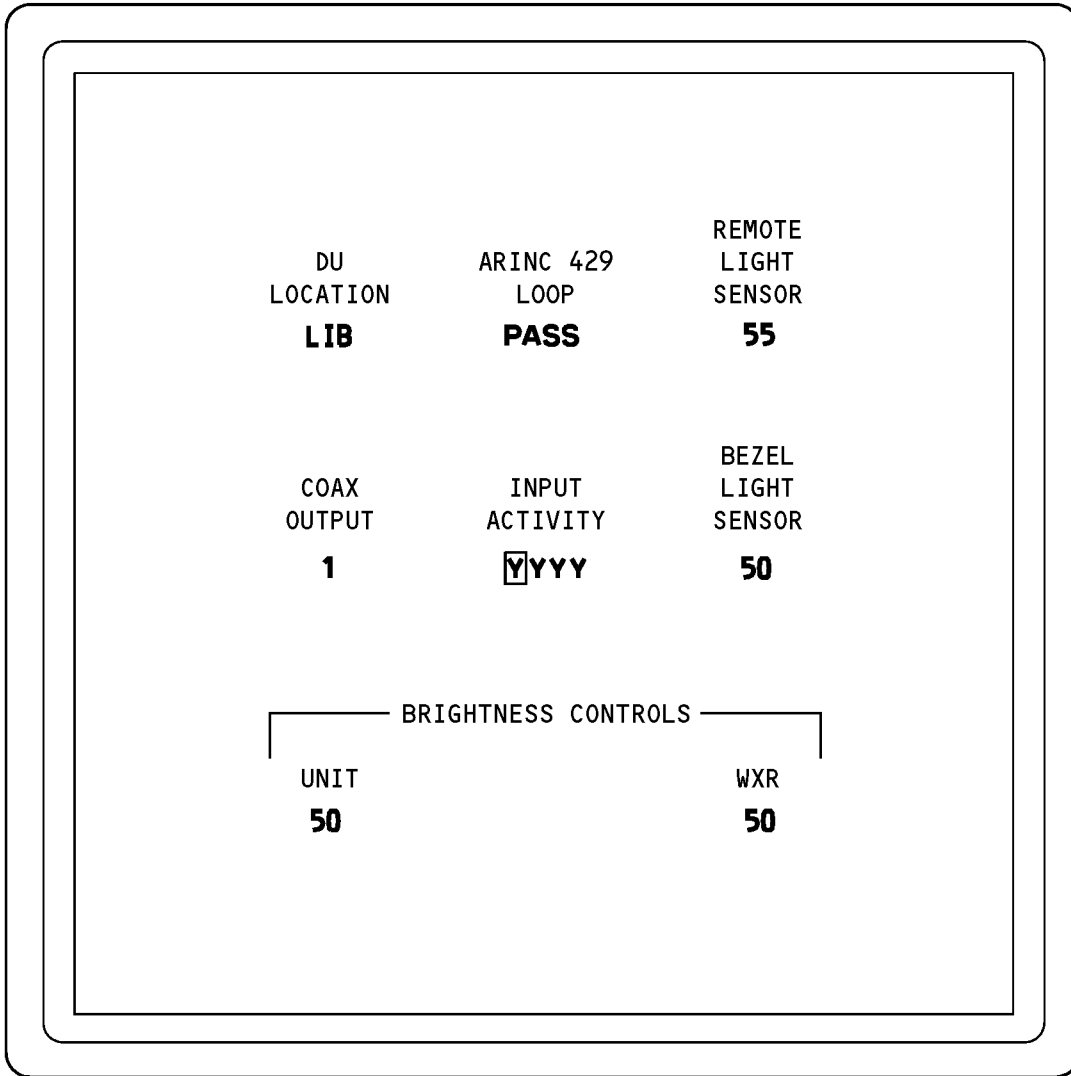 REMOTE
DU ARINC 429 LIGHT
LOCATION LOOP SENSOR
LIB PASS 55
BEZEL
COAX INPUT LIGHT
OUTPUT ACTIVITY SENSOR
1 YYYY 50
BRIGHTNESS CONTROLS
UNIT WXR
50 50